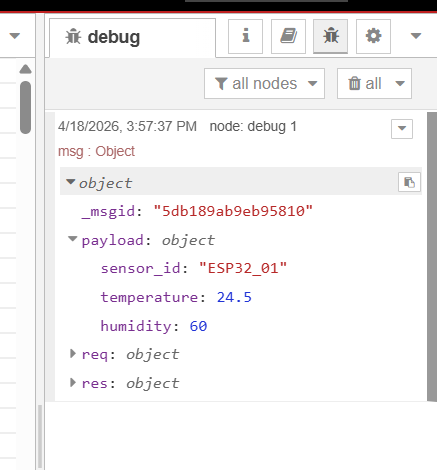 debug
all nodes
all
4/18/2026, 3:57:37 PM node: debug 1
msg : Object
object
_msgid: "5db189ab9eb95810"
payload: object
sensor_id: "ESP32_01"
temperature: 24.5
humidity: 60
req: object
res: object